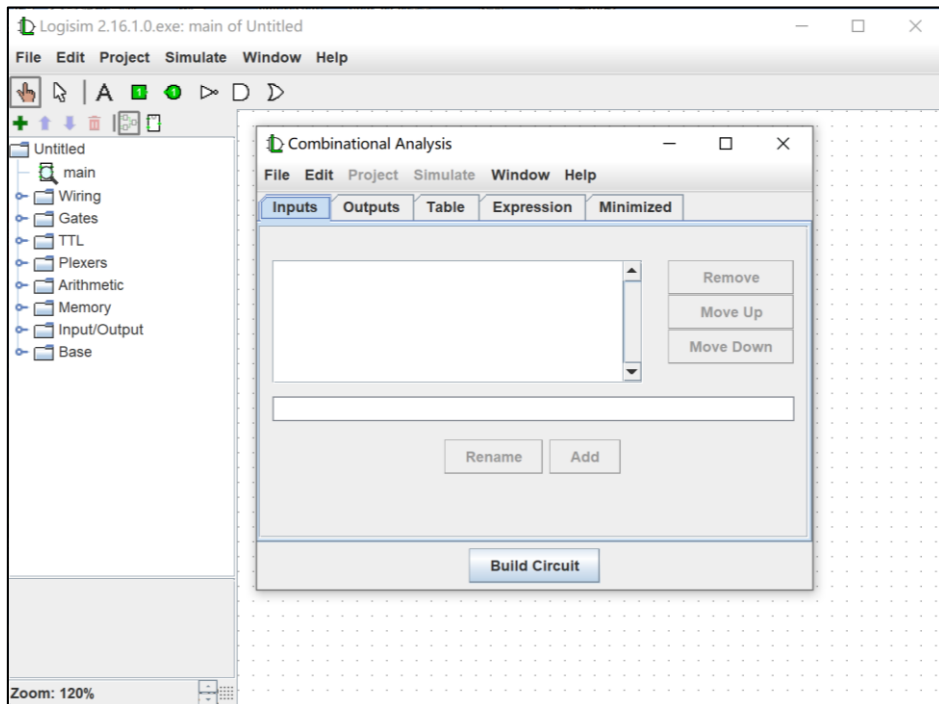 Logisim 2.16.1.0.exe: main of Untitled
File Edit Project Simulate Window Help
A 1 1
Untitled
main
Wiring
Gates
TTL
Plexers
Arithmetic
Memory
Input/Output
Base
Zoom: 120%
Combinational Analysis
File Edit Project Simulate Window Help
Inputs Outputs Table Expression Minimized
Remove
Move Up
Move Down
Rename Add
Build Circuit